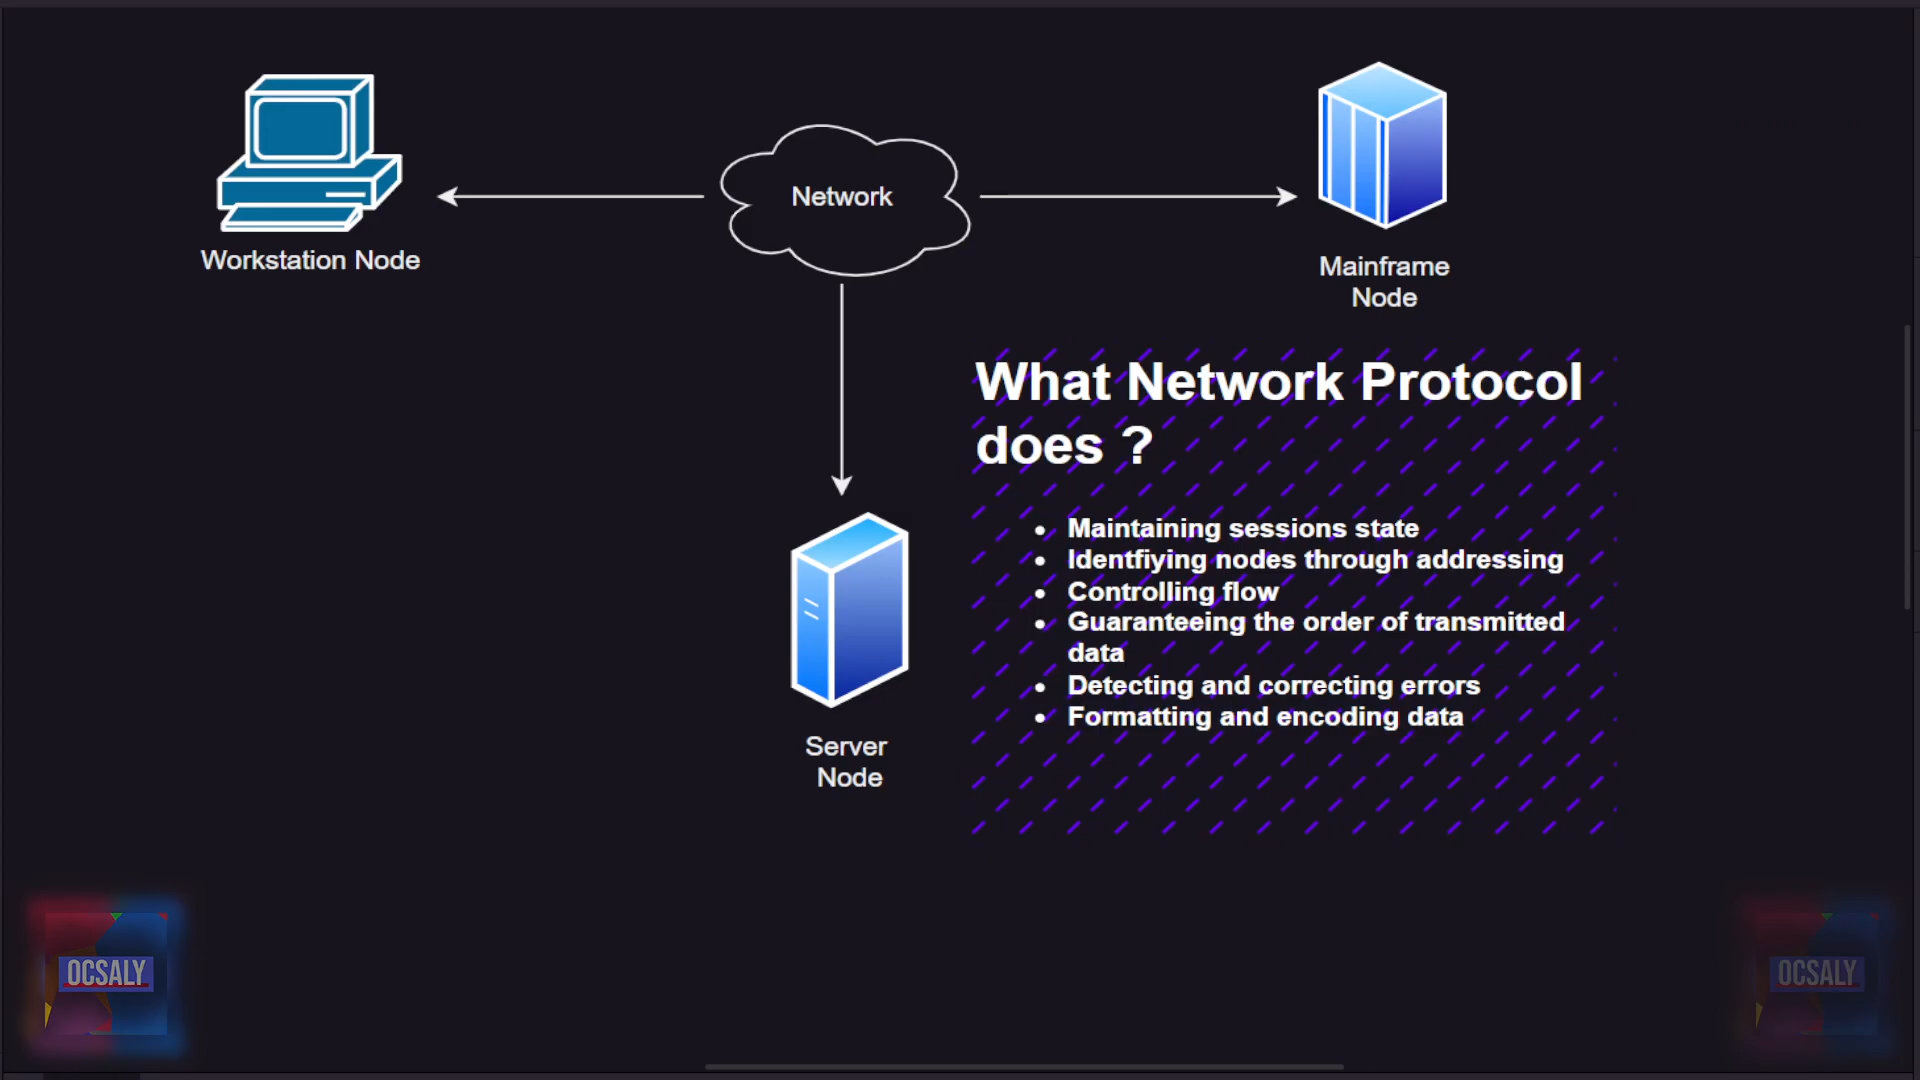 Network
Workstation Node
Mainframe
Node
What Network Protocol
does ?
Maintaining sessions state
Identfiying nodes through addressing
Controlling flow
Guaranteeing the order of transmitted
data
Detecting and correcting errors
Formatting and encoding data
Server
Node
OCSALY
OCSALY